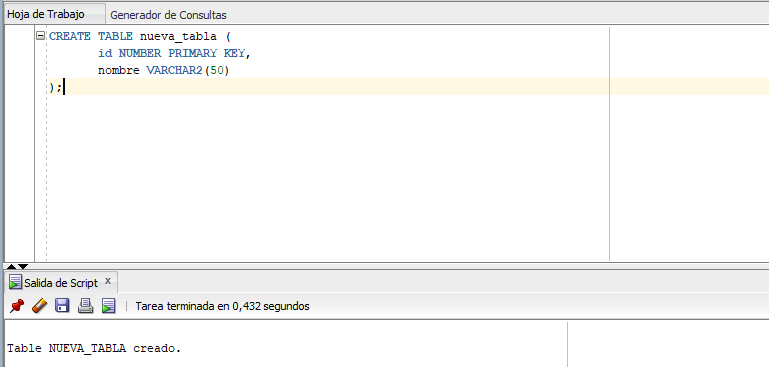 Hoja de Trabajo Generador de Consultas
CREATE TABLE nueva_tabla (
id NUMBER PRIMARY KEY,
nombre VARCHAR2(50)
);
Salida de Script x
Tarea terminada en 0,432 segundos
Table NUEVA_TABLA creado.